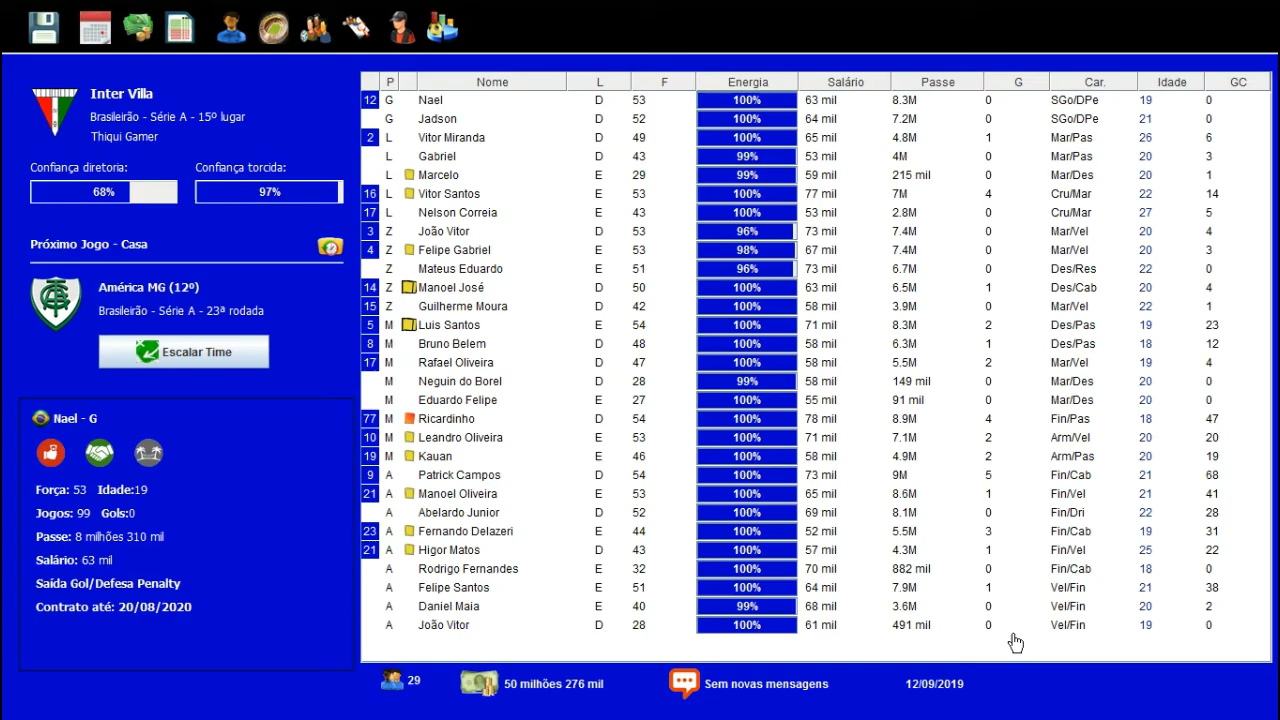 Inter Villa
Brasileirão - Série A - 15º lugar
Thiqui Gamer
Confiança diretoria: Confiança torcida:
68% 97%
Próximo Jogo - Casa
América MG (12º)
Brasileirão - Série A - 23ª rodada
Escalar Time
Nael - G
Força: 53 Idade:19
Jogos: 99 Gols:0
Passe: 8 milhões 310 mil
Salário: 63 mil
Saída Gol/Defesa Penalty
Contrato até: 20/08/2020
P Nome L F Energia Salário Passe G Car. Idade GC
12 G Nael D 53 100% 63 mil 8.3M 0 SGo/DPe 19 0
G Jadson D 52 100% 64 mil 7.2M 0 SGo/DPe 21 0
2 L Vitor Miranda D 49 100% 65 mil 4.8M 1 Mar/Pas 26 6
L Gabriel D 43 99% 53 mil 4M 0 Mar/Pas 20 3
L Marcelo E 29 99% 59 mil 215 mil 0 Mar/Pas 20 1
16 L Vitor Santos E 53 100% 77 mil 7M 4 Cru/Mar 22 14
17 L Nelson Correia E 43 100% 53 mil 2.8M 0 Cru/Mar 27 5
3 Z João Vitor D 53 96% 73 mil 7.4M 0 Mar/Vel 20 4
4 Z Felipe Gabriel E 53 98% 67 mil 7.4M 0 Mar/Vel 20 3
Z Mateus Eduardo E 51 96% 73 mil 6.7M 0 Des/Res 22 0
14 Z Manoel José D 50 100% 63 mil 6.5M 1 Des/Cab 20 4
15 Z Guilherme Moura D 42 100% 58 mil 3.9M 0 Mar/Vel 22 1
5 M Luis Santos E 54 100% 71 mil 8.3M 2 Des/Pas 19 23
8 M Bruno Belem D 48 100% 58 mil 6.3M 1 Des/Pas 18 12
17 M Rafael Oliveira D 47 100% 58 mil 5.5M 2 Mar/Vel 19 4
M Neguin do Borel D 28 99% 58 mil 149 mil 0 Mar/Des 20 0
M Eduardo Felipe E 27 100% 55 mil 91 mil 0 Mar/Des 20 0
77 M Ricardinho D 54 100% 78 mil 8.9M 4 Fin/Pas 18 47
10 M Leandro Oliveira E 53 100% 71 mil 7.1M 2 Arm/Vel 20 20
19 M Kauan E 46 100% 58 mil 4.9M 2 Arm/Pas 20 19
9 A Patrick Campos D 54 100% 73 mil 9M 5 Fin/Cab 21 68
21 A Manoel Oliveira E 53 100% 65 mil 8.6M 1 Fin/Vel 21 41
A Abelardo Junior D 52 100% 69 mil 8.1M 0 Fin/Dri 22 28
23 A Fernando Delazeri E 44 100% 52 mil 5.5M 3 Fin/Cab 19 31
21 A Higor Matos D 43 100% 57 mil 4.3M 1 Fin/Vel 25 22
A Rodrigo Fernandes E 32 100% 70 mil 882 mil 0 Fin/Cab 18 0
A Felipe Santos E 51 100% 64 mil 7.9M 1 Vel/Fin 21 38
A Daniel Maia E 40 99% 68 mil 3.6M 0 Vel/Fin 20 2
A João Vitor D 28 100% 61 mil 491 mil 0 Vel/Fin 19 0
29 50 milhões 276 mil Sem novas mensagens 12/09/2019